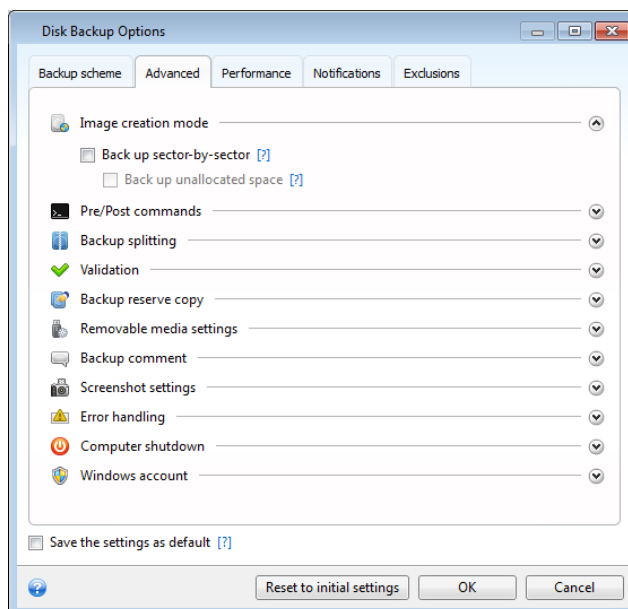 Disk Backup Options
Backup scheme Advanced Performance Notifications Exclusions
Image creation mode
Back up sector-by-sector [?]
Back up unallocated space [?]
Pre/Post commands
Backup splitting
Validation
Backup reserve copy
Removable media settings
Backup comment
Screenshot settings
Error handling
Computer shutdown
Windows account
Save the settings as default [?]
Reset to initial settings OK Cancel